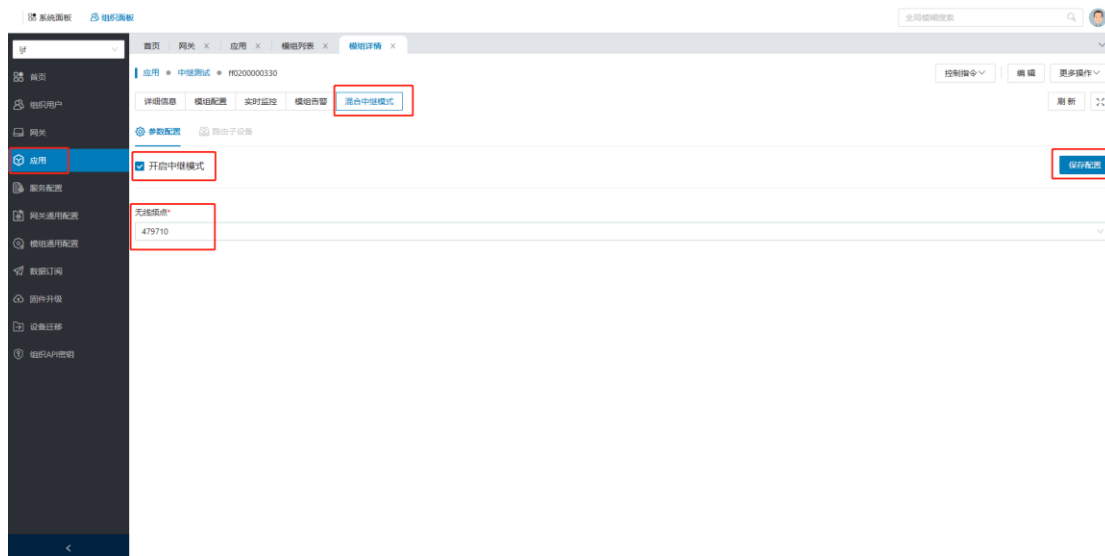 系统面板 组织面板 全局模糊搜索
ljf 首页 网关 应用 模组列表 模组详情
首页 应用 中继测试 ff0200000330 控制指令 编辑 更多操作
组织用户 详细信息 模组配置 实时监控 模组告警 混合中继模式 刷新
网关 参数配置 路由子设备
应用 开启中继模式 保存配置
服务配置
网关通用配置 无线频点*
模组通用配置 479710
数据订阅
固件升级
设备迁移
组织API密钥